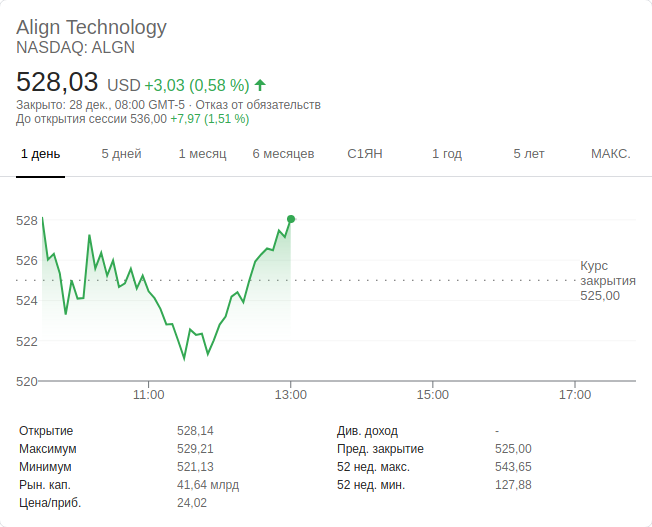 Align Technology
NASDAQ: ALGN
528,03 USD +3,03 (0,58 %)
Закрыто: 28 дек., 08:00 GMT-5 · Отказ от обязательств
До открытия сессии 536,00 +7,97 (1,51 %)
1 день 5 дней 1 месяц 6 месяцев С1ЯН 1 год 5 лет МАКС.
528
526
Курс
закрытия
525,00
524
522
520
11:00 13:00 15:00 17:00
Открытие 528,14 Див. доход -
Максимум 529,21 Пред. закрытие 525,00
Минимум 521,13 52 нед. макс. 543,65
Рын. кап. 41,64 млрд 52 нед. мин. 127,88
Цена/приб. 24,02